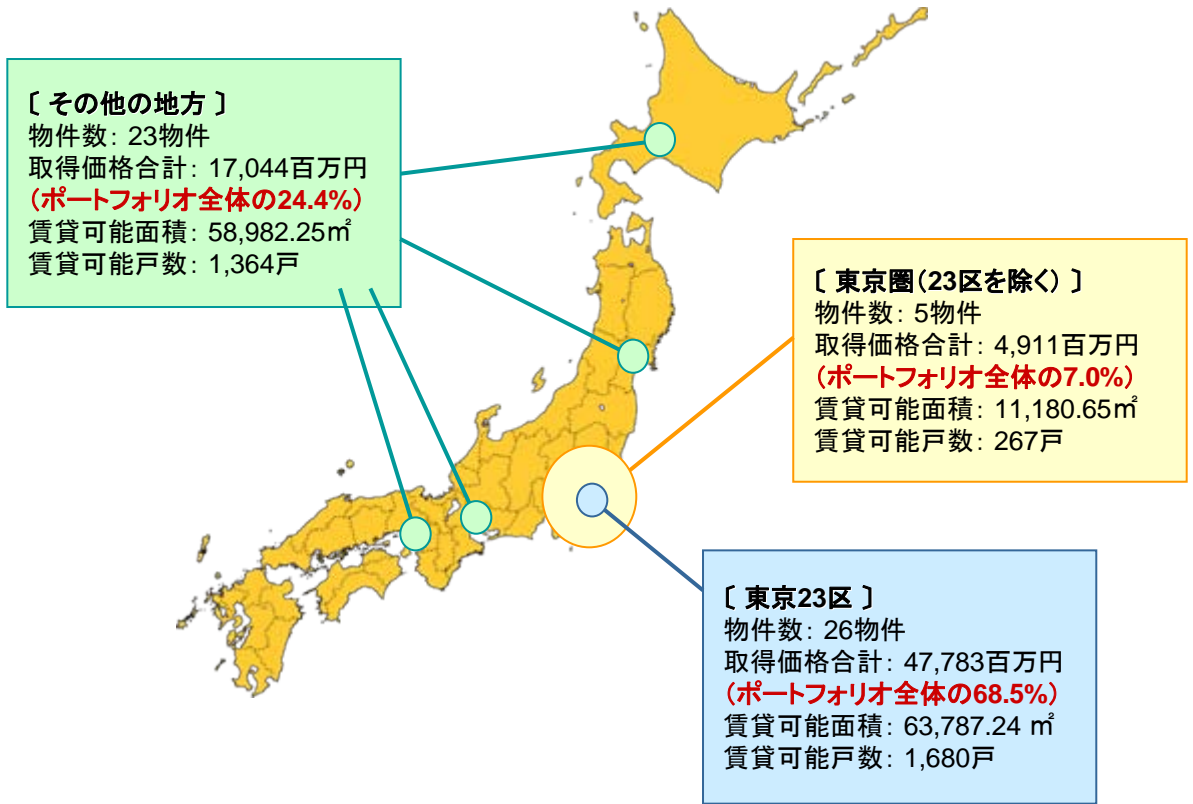 〔 その他の地方 〕
物件数: 23物件
取得価格合計: 17,044百万円
（ポートフォリオ全体の24.4%）
賃貸可能面積: 58,982.25㎡
賃貸可能戸数: 1,364戸
〔 東京圏（23区を除く） 〕
物件数: 5物件
取得価格合計: 4,911百万円
（ポートフォリオ全体の7.0%）
賃貸可能面積: 11,180.65㎡
賃貸可能戸数: 267戸
〔 東京23区 〕
物件数: 26物件
取得価格合計: 47,783百万円
（ポートフォリオ全体の68.5%）
賃貸可能面積: 63,787.24 ㎡
賃貸可能戸数: 1,680戸